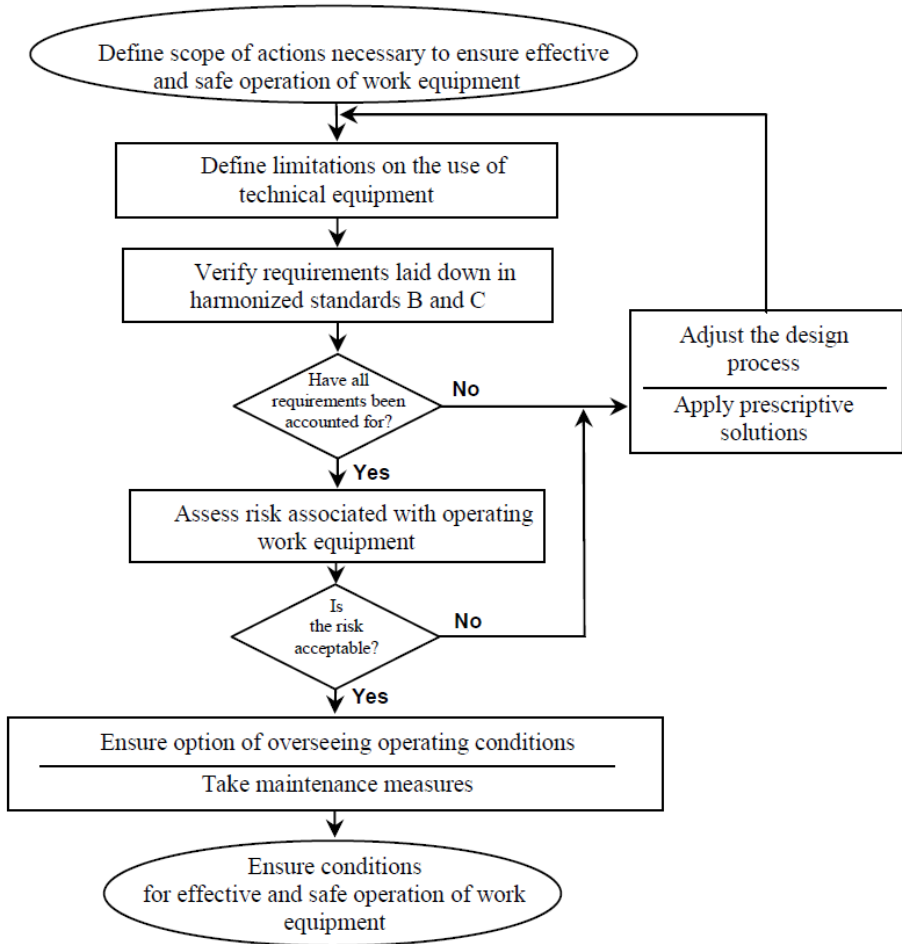 Define scope of actions necessary to ensure effective
and safe operation of work equipment
Define limitations on the use of
technical equipment
Verify requirements laid down in
harmonized standards B and C
Have all
requirements been
accounted for?
No
Adjust the design
process
Apply prescriptive
solutions
Yes
Assess risk associated with operating
work equipment
Is
the risk
acceptable?
No
Yes
Ensure option of overseeing operating conditions
Take maintenance measures
Ensure conditions
for effective and safe operation of work
equipment